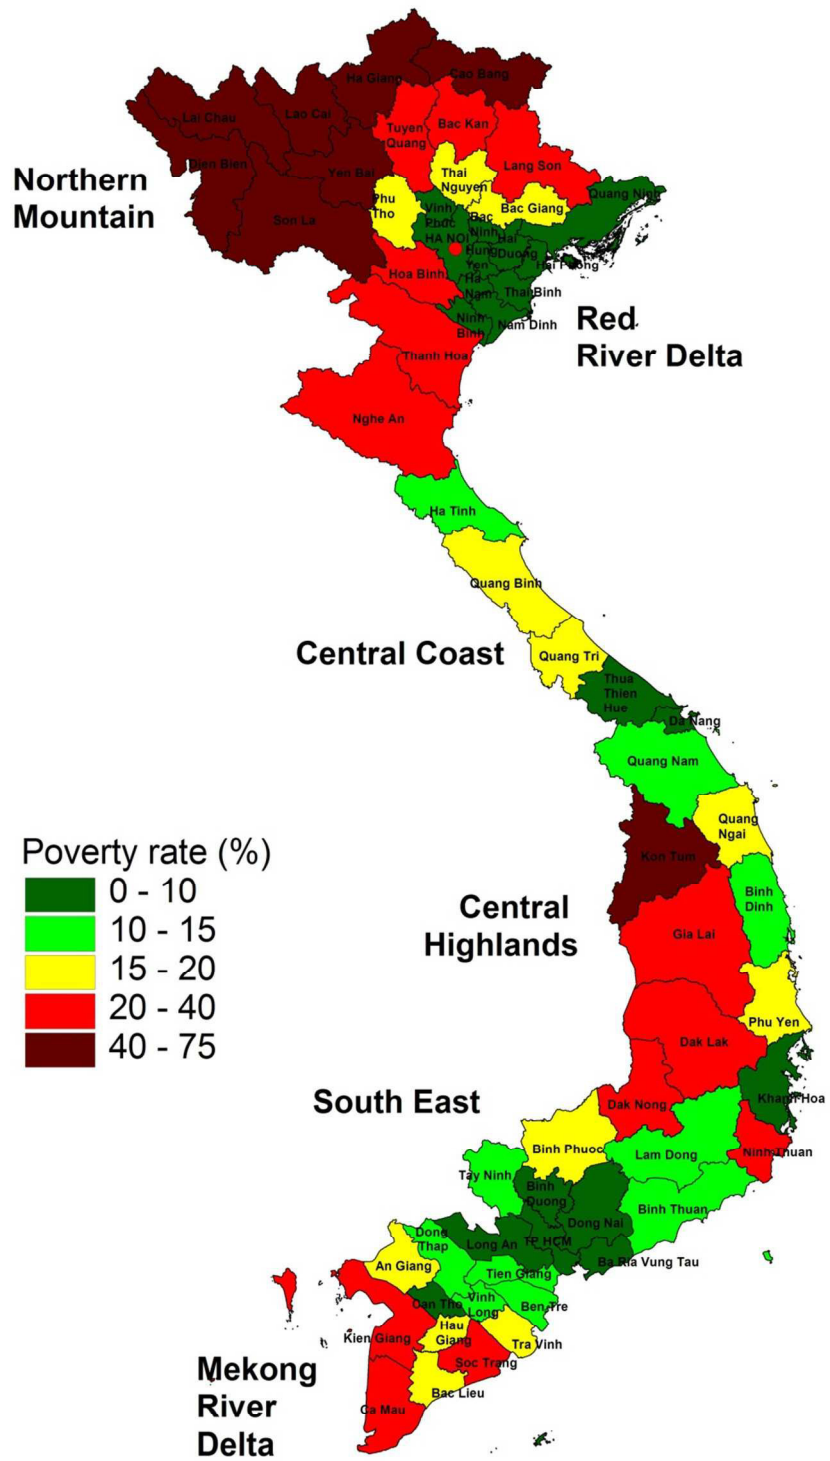 Ha Giang
Cao Bang
Lai Chau
Lao Cai
Tuyen
Quang
Bac Kan
Dien Bien
Yen Bai
Lang Son
Thai
Nguyen
Northern
Mountain
Phu
Tho
Son La
Vinh
Phuc
Bac
Ninh
Bac Giang
Quang Ninh
HA NOI
Hung
Yen
Hai
Duong
Hai Phong
Hoa Binh
Ha
Nam
Thai Binh
Ninh
Binh
Nam Dinh
Red
River Delta
Thanh Hoa
Nghe An
Ha Tinh
Quang Binh
Central Coast
Quang Tri
Thua
Thien
Hue
Da Nang
Quang Nam
Quang
Ngai
Kon Tum
Poverty rate (%)
0 - 10
10 - 15
15 - 20
20 - 40
40 - 75
Central
Highlands
Binh
Dinh
Gia Lai
Phu Yen
Dak Lak
South East
Dak Nong
Khanh Hoa
Binh Phuoc
Lam Dong
Ninh Thuan
Tay Ninh
Binh
Duong
Dong Nai
Binh Thuan
Dong
Thap
Long An
TP HCM
Ba Ria Vung Tau
An Giang
Tien Giang
Can Tho
Vinh
Long
Ben Tre
Kien Giang
Hau
Giang
Tra Vinh
Soc Trang
Mekong
River
Delta
Bac Lieu
Ca Mau